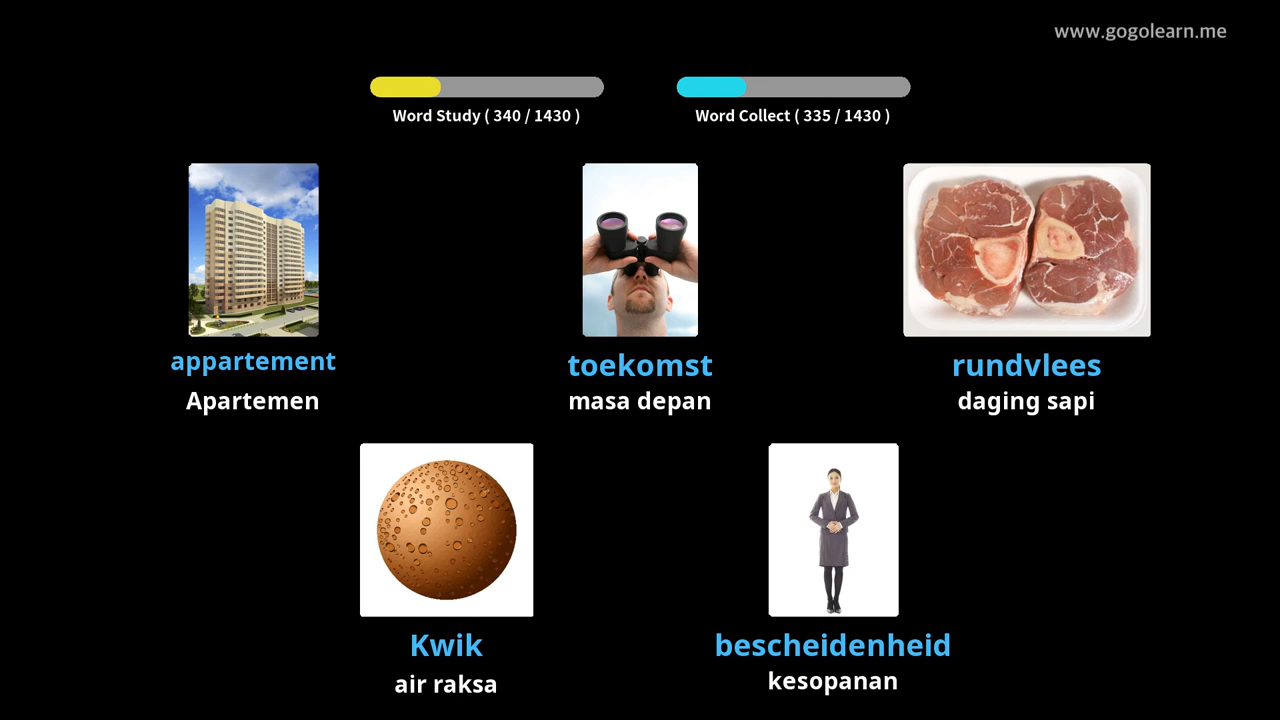 www.gogolearn.me
Word Study ( 340 / 1430 )
Word Collect ( 335 / 1430 )
appartement
toekomst
rundvlees
Apartemen
masa depan
daging sapi
Kwik
bescheidenheid
air raksa
kesopanan